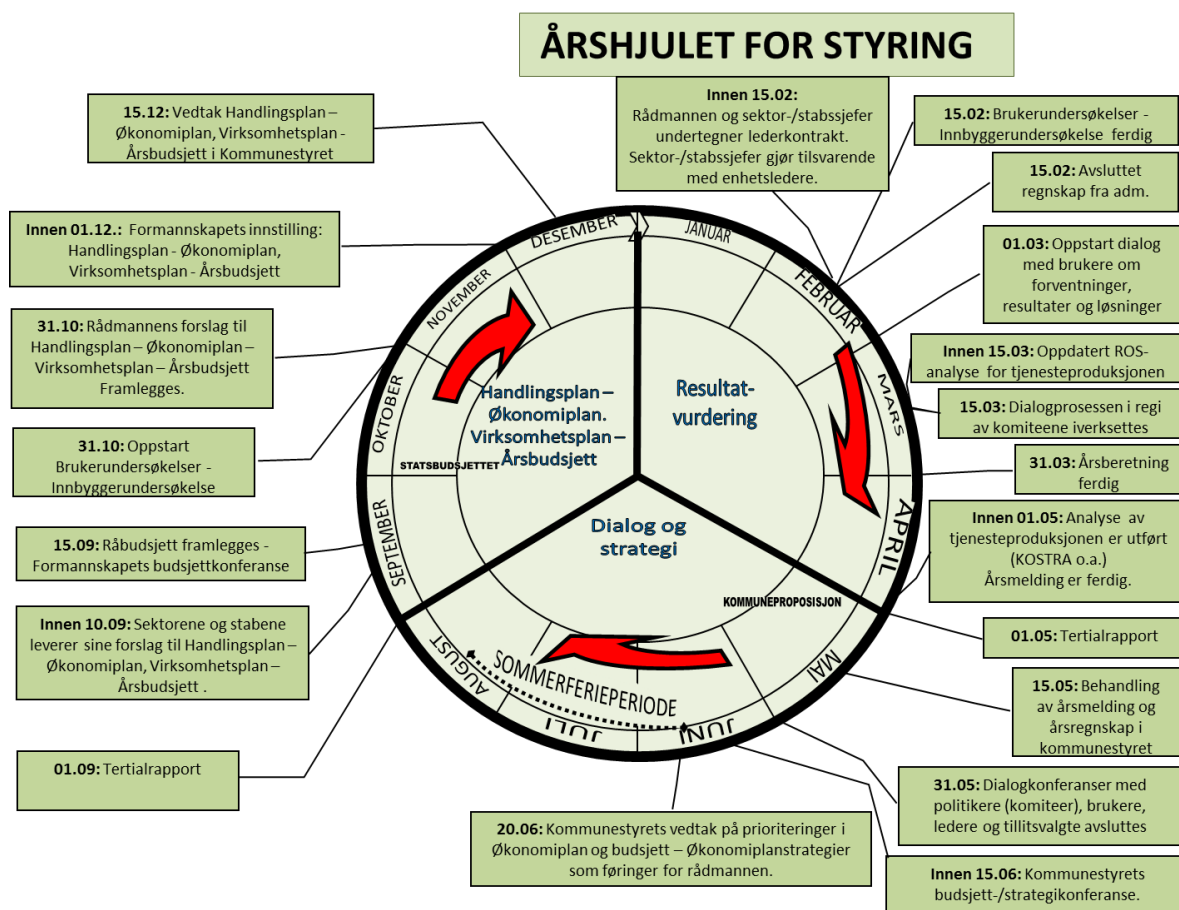 ÅRSHJULET FOR STYRING
Innen 15.02:
Rådmannen og sektor-/stabssjefer
undertegner lederkontrakt.
Sektor-/stabssjefer gjør tilsvarende
med enhetsledere.
15.02: Brukerundersøkelser -
Innbyggerundersøkelse ferdig
15.02: Avsluttet
regnskap fra adm.
01.03: Oppstart dialog
med brukere om
forventninger,
resultater og løsninger
Innen 15.03: Oppdatert ROS-
analyse for tjenesteproduksjonen
15.03: Dialogprosessen i regi
av komiteene iverksettes
31.03: Årsberetning
ferdig
Innen 01.05: Analyse av
tjenesteproduksjonen er utført
(KOSTRA o.a.)
Årsmelding er ferdig.
01.05: Tertialrapport
15.05: Behandling
av årsmelding og
årsregnskap i
kommunestyret
31.05: Dialogkonferanser med
politikere (komiteer), brukere,
ledere og tillitsvalgte avsluttes
Innen 15.06: Kommunestyrets
budsjett-/strategikonferanse.
20.06: Kommunestyrets vedtak på prioriteringer i
Økonomiplan og budsjett – Økonomiplanstrategier
som føringer for rådmannen.
01.09: Tertialrapport
Innen 10.09: Sektorene og stabene
leverer sine forslag til Handlingsplan –
Økonomiplan, Virksomhetsplan –
Årsbudsjett .
15.09: Råbudsjett framlegges -
Formannskapets budsjettkonferanse
31.10: Oppstart
Brukerundersøkelser -
Innbyggerundersøkelse
31.10: Rådmannens forslag til
Handlingsplan – Økonomiplan –
Virksomhetsplan – Årsbudsjett
Framlegges.
Innen 01.12.: Formannskapets innstilling:
Handlingsplan - Økonomiplan,
Virksomhetsplan - Årsbudsjett
15.12: Vedtak Handlingsplan –
Økonomiplan, Virksomhetsplan -
Årsbudsjett i Kommunestyret
JANUAR
FEBRUAR
MARS
APRIL
MAI
JUNI
JULI
AUGUST
SEPTEMBER
OKTOBER
NOVEMBER
DESEMBER
Resultat-
vurdering
Handlingsplan –
Økonomiplan.
Virksomhetsplan –
Årsbudsjett
STATSBUDSJETTET
Dialog og
strategi
KOMMUNEPROPOSISJON
SOMMERFERIEPERIODE